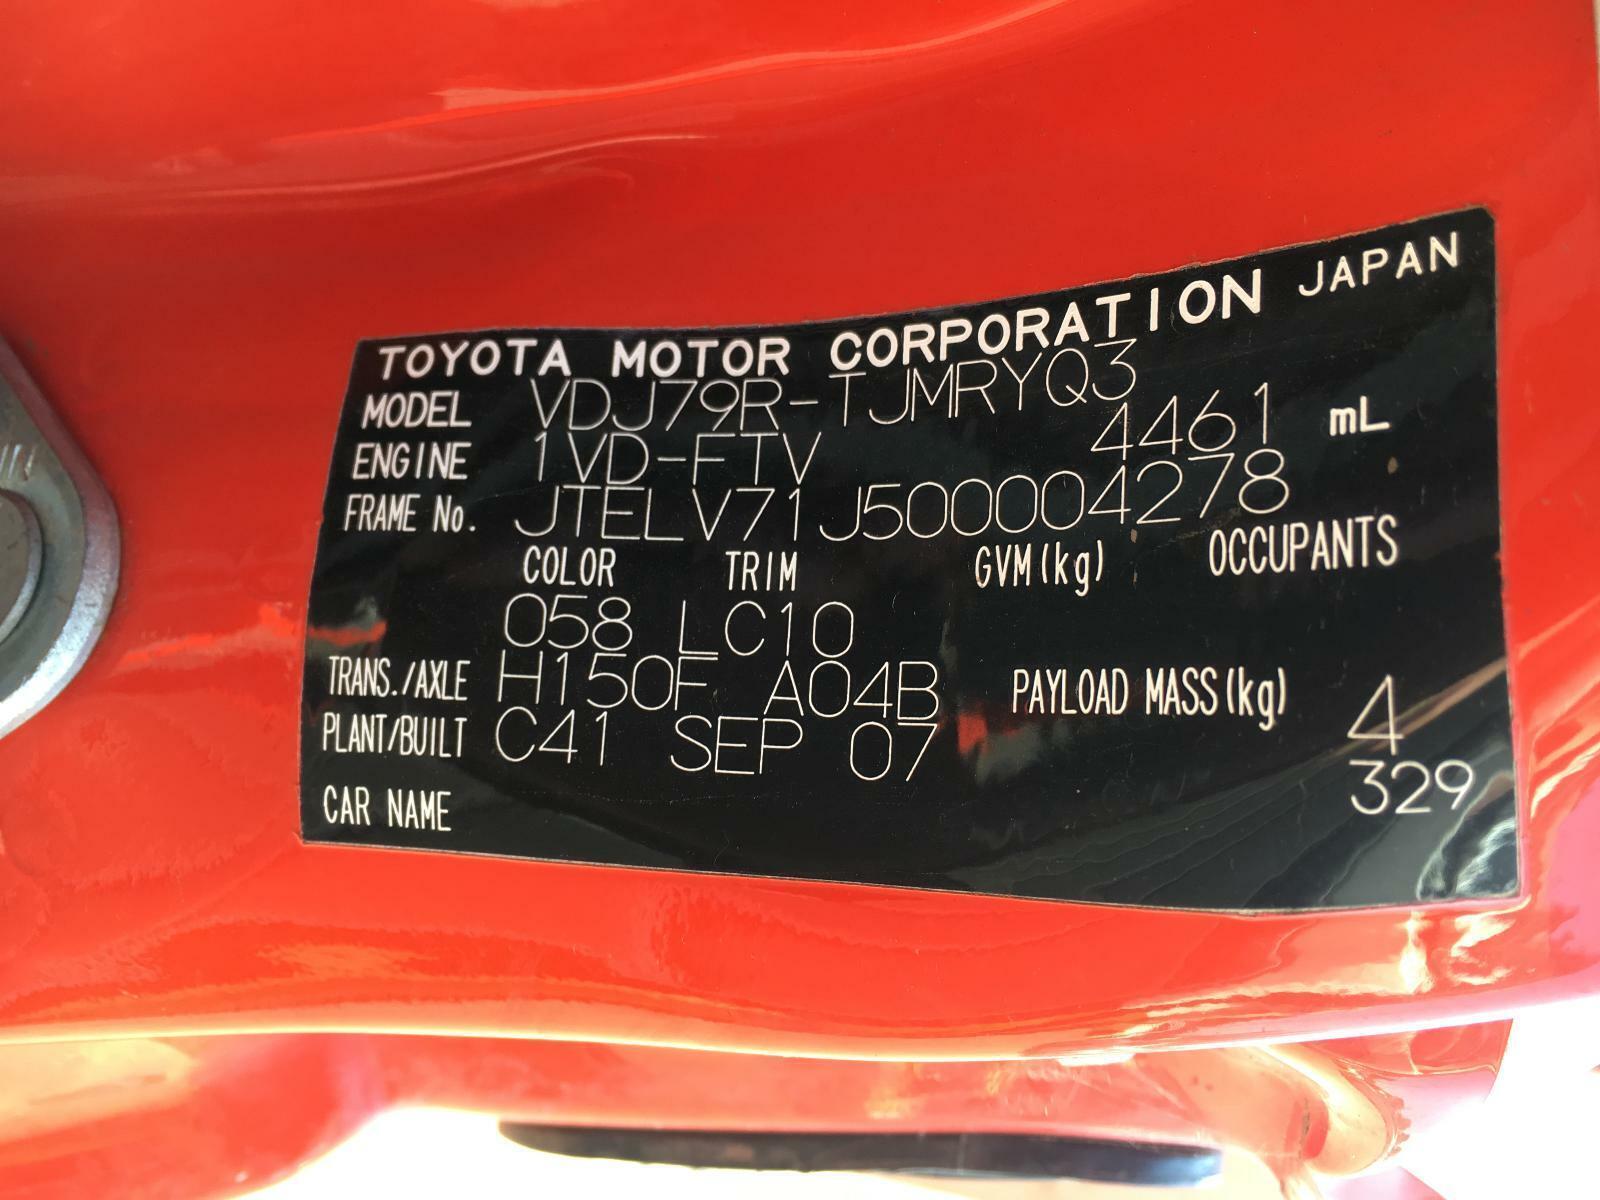 TOYOTA MOTOR CORPORATION JAPAN
MODEL VDJ79R-TJMRYQ3
ENGINE 1VD-FTV 4461 mL
FRAME No. JTELV71J500004278
COLOR TRIM GVM(kg) OCCUPANTS
058 LC10
TRANS./AXLE H150F A04B PAYLOAD MASS(kg) 4
PLANT/BUILT C41 SEP 07 329
CAR NAME